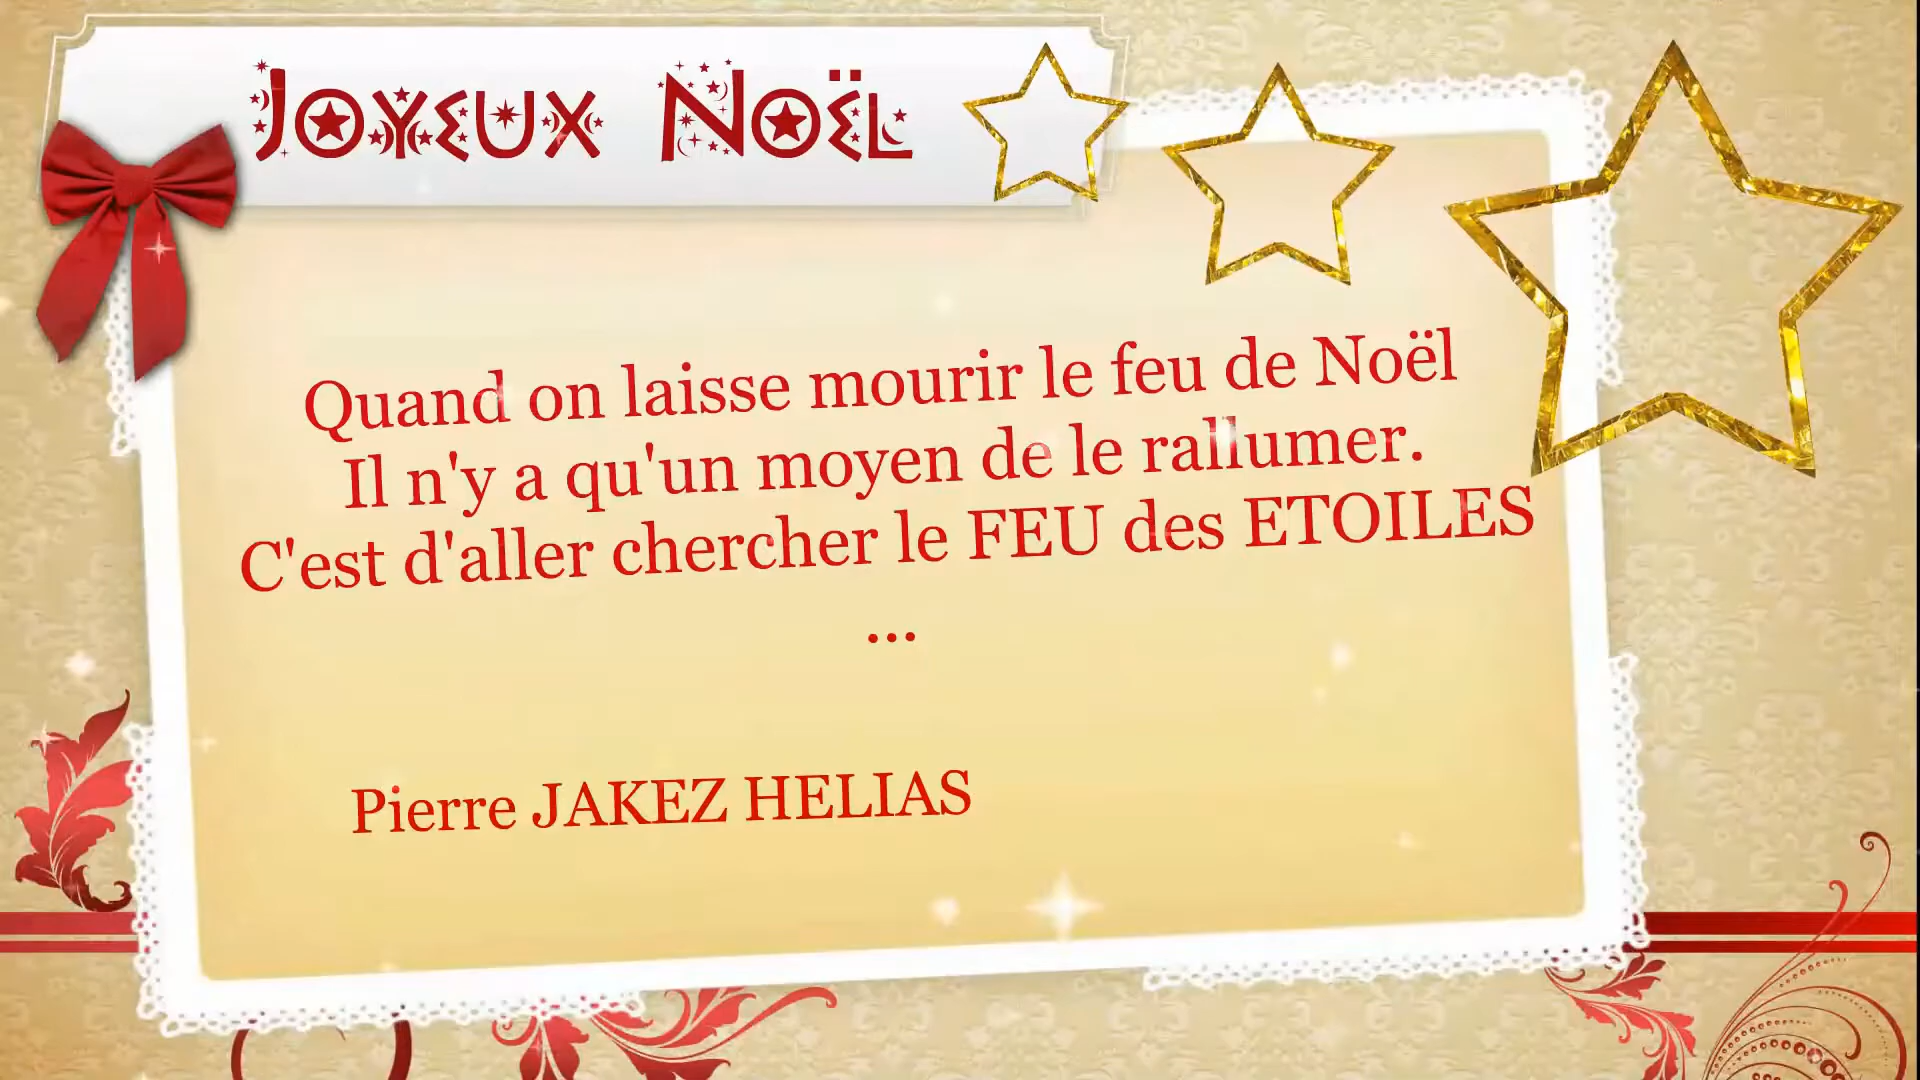 Joyeux Noël
Quand on laisse mourir le feu de Noël
Il n'y a qu'un moyen de le rallumer.
C'est d'aller chercher le FEU des ETOILES
...
Pierre JAKEZ HELIAS